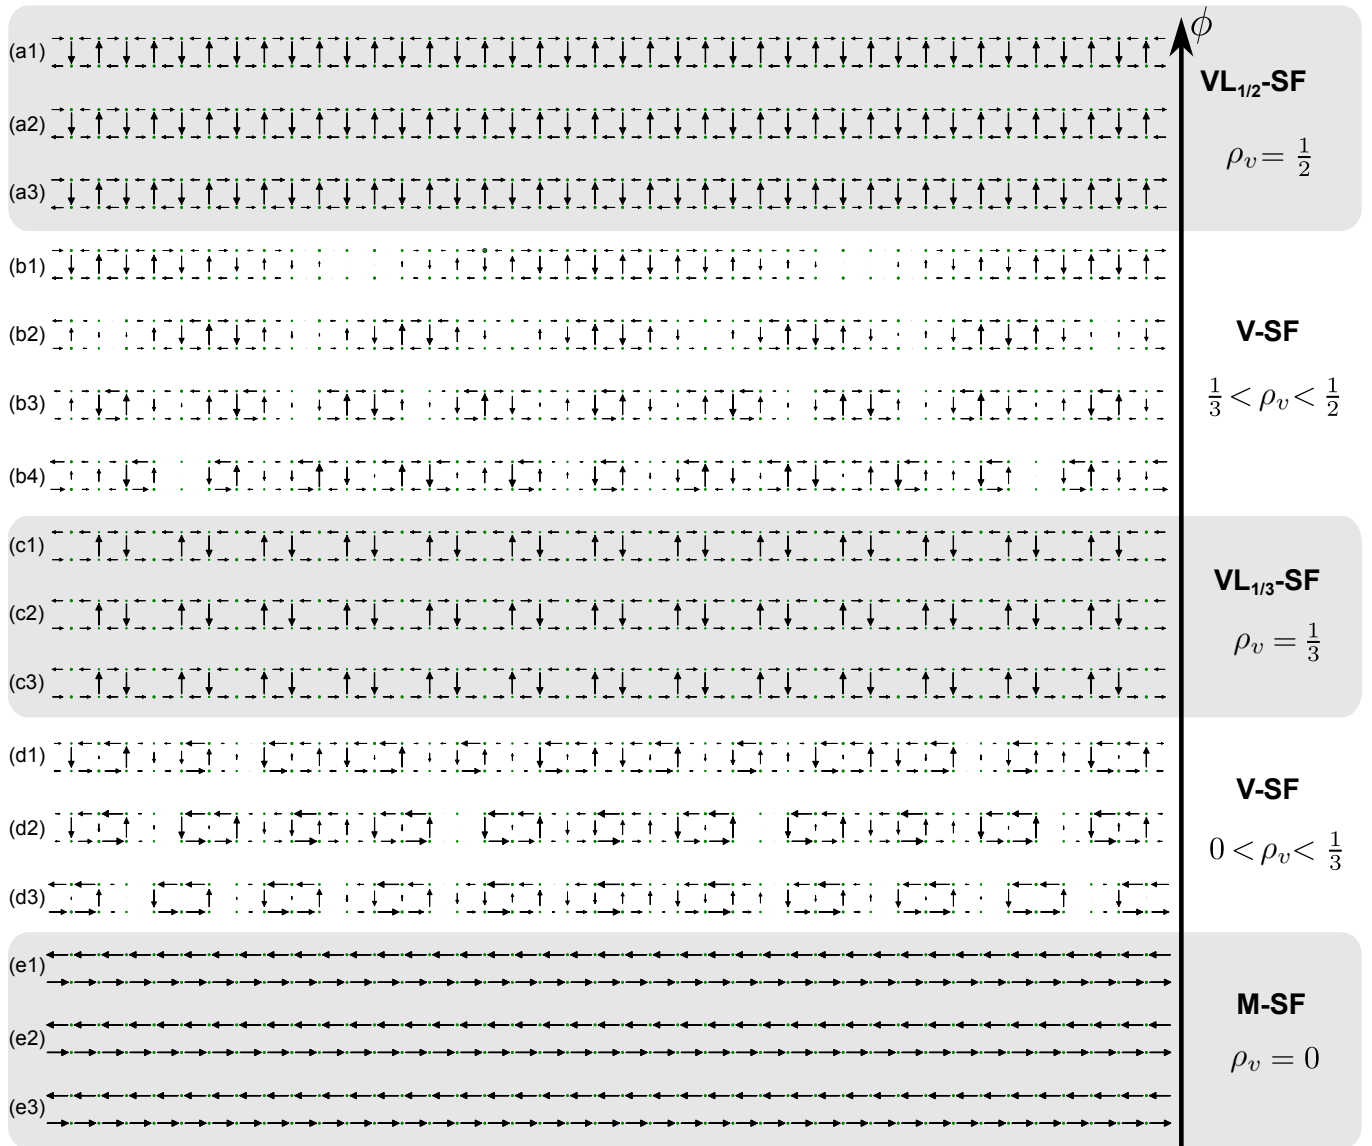 ϕ
(a1)
VL1/2-SF
(a2)
ρv = 1/2
(a3)
(b1)
(b2)
V-SF
(b3)
1/3 < ρv < 1/2
(b4)
(c1)
VL1/3-SF
(c2)
ρv = 1/3
(c3)
(d1)
V-SF
(d2)
0 < ρv < 1/3
(d3)
(e1)
M-SF
(e2)
ρv = 0
(e3)